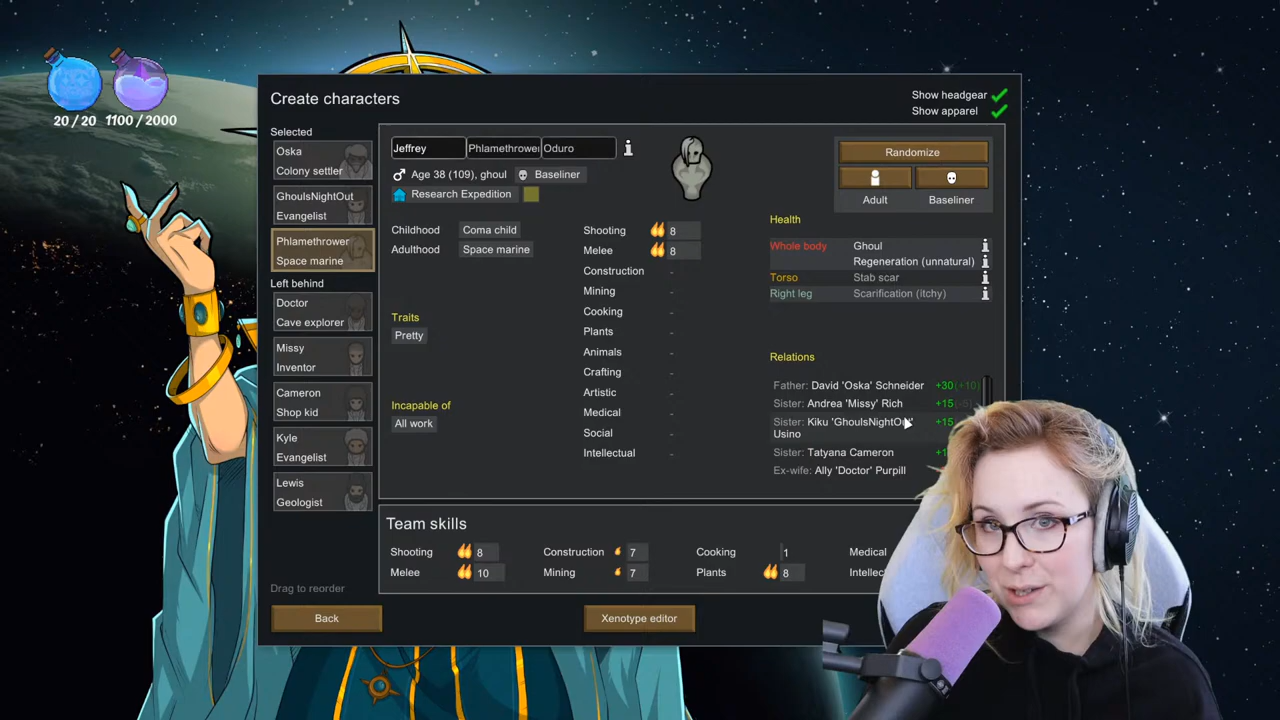 20 / 20
1100 / 2000
Create characters
Show headgear
Show apparel
Selected
Oska
Colony settler
GhoulsNightOut
Evangelist
Phlamethrower
Space marine
Left behind
Doctor
Cave explorer
Missy
Inventor
Cameron
Shop kid
Kyle
Evangelist
Lewis
Geologist
Drag to reorder
Jeffrey
Phlamethrower
Oduro
Age 38 (109), ghoul
Baseliner
Research Expedition
Childhood
Coma child
Adulthood
Space marine
Traits
Pretty
Incapable of
All work
Shooting 8
Melee 8
Construction -
Mining -
Cooking -
Plants -
Animals -
Crafting -
Artistic -
Medical -
Social -
Intellectual -
Randomize
Adult
Baseliner
Health
Whole body Ghoul
Regeneration (unnatural)
Torso Stab scar
Right leg Scarification (itchy)
Relations
Father: David 'Oska' Schneider +30 (+10)
Sister: Andrea 'Missy' Rich +15 (-5)
Sister: Kiku 'GhoulsNightOut' +15
Usino
Sister: Tatyana Cameron
Ex-wife: Ally 'Doctor' Purpill
Team skills
Shooting 8
Construction 7
Cooking 1
Medical
Melee 10
Mining 7
Plants 8
Back
Xenotype editor